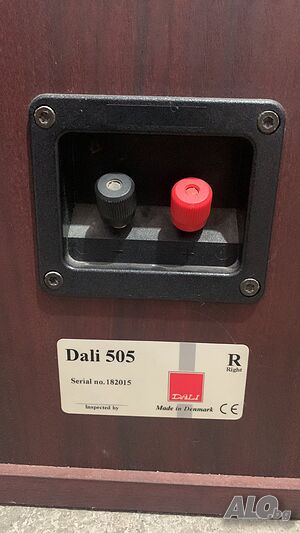 Dali 505
R
Right
Serial no.182015
DALI
Inspected by
Made in Denmark
CE
ALO.bg